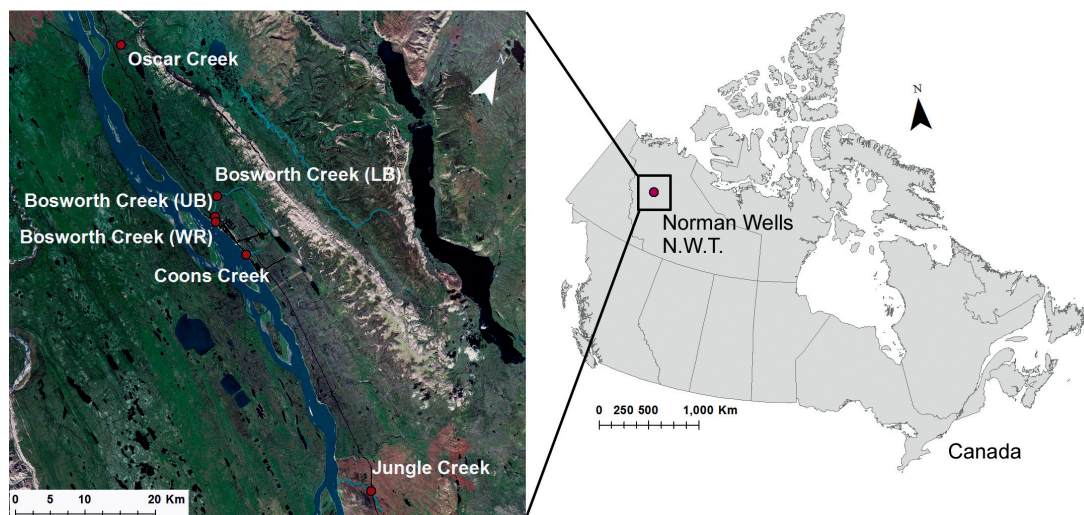 Oscar Creek
N
Bosworth Creek (LB)
Bosworth Creek (UB)
Bosworth Creek (WR)
Coons Creek
Jungle Creek
0 5 10 20 Km
N
Norman Wells
N.W.T.
0 250 500 1,000 Km
Canada